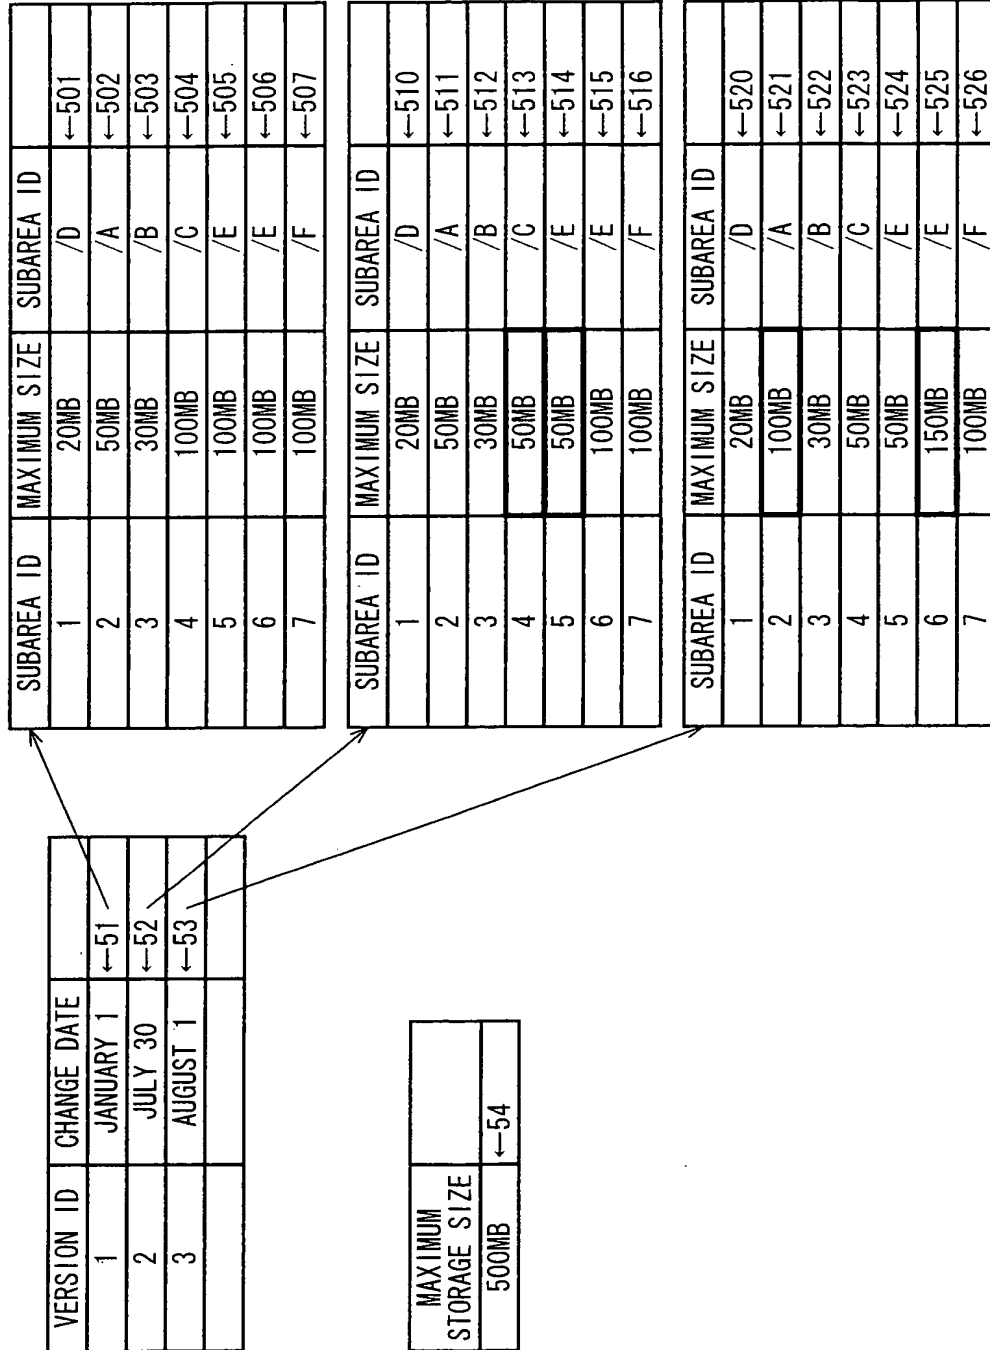 VERSION ID CHANGE DATE
1 JANUARY 1 ←51
2 JULY 30 ←52
3 AUGUST 1 ←53
MAXIMUM STORAGE SIZE
500MB ←54
SUBAREA ID MAXIMUM SIZE SUBAREA ID
1 20MB /D ←501
2 50MB /A ←502
3 30MB /B ←503
4 100MB /C ←504
5 100MB /E ←505
6 100MB /E ←506
7 100MB /F ←507
SUBAREA ID MAXIMUM SIZE SUBAREA ID
1 20MB /D ←510
2 50MB /A ←511
3 30MB /B ←512
4 50MB /C ←513
5 50MB /E ←514
6 100MB /E ←515
7 100MB /F ←516
SUBAREA ID MAXIMUM SIZE SUBAREA ID
1 20MB /D ←520
2 100MB /A ←521
3 30MB /B ←522
4 50MB /C ←523
5 50MB /E ←524
6 150MB /E ←525
7 100MB /F ←526